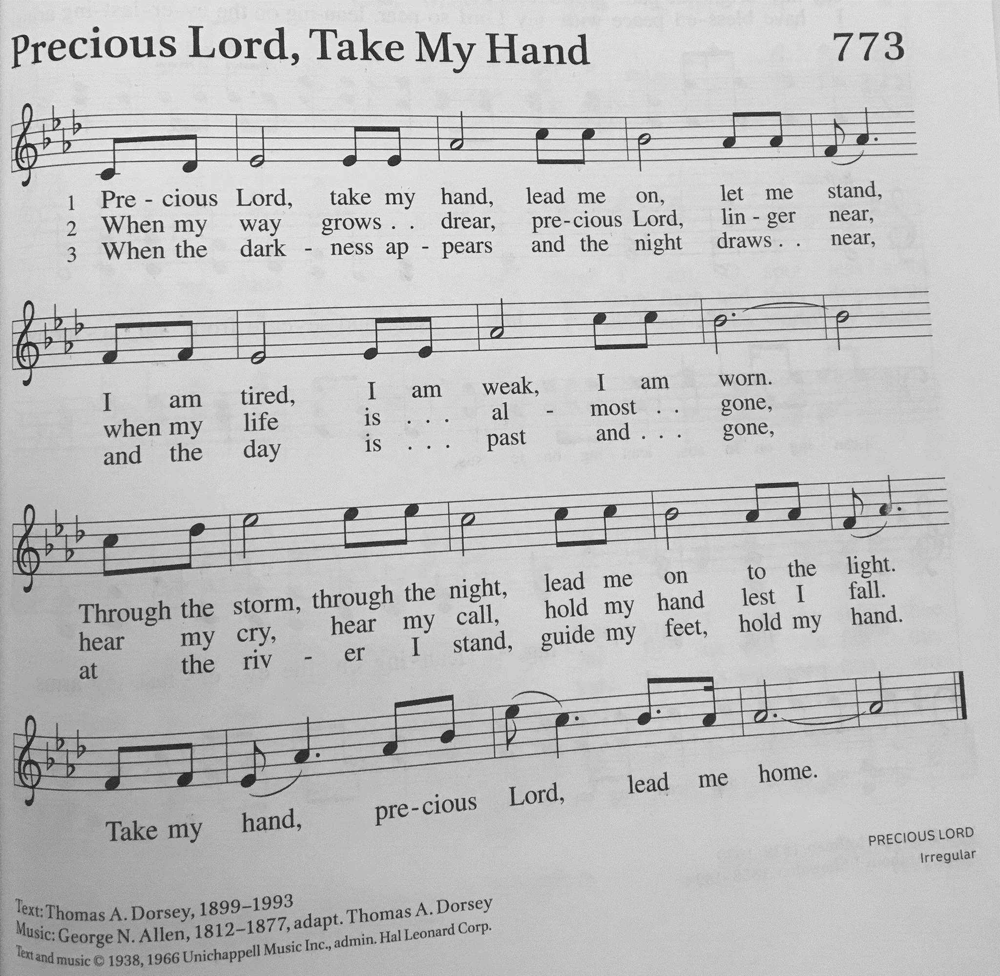 Precious Lord, Take My Hand 773
1 Pre - cious Lord, take my hand, lead me on, let me stand,
2 When my way grows . . drear, pre-cious Lord, lin - ger near,
3 When the dark - ness ap - pears and the night draws . . near,
I am tired, I am weak, I am worn.
when my life is . . . al - most . . gone,
and the day is . . . past and . . . gone,
Through the storm, through the night, lead me on to the light.
hear my cry, hear my call, hold my hand lest I fall.
at the riv - er I stand, guide my feet, hold my hand.
Take my hand, pre-cious Lord, lead me home.
PRECIOUS LORD
Irregular
Text: Thomas A. Dorsey, 1899–1993
Music: George N. Allen, 1812–1877, adapt. Thomas A. Dorsey
Text and music © 1938, 1966 Unichappell Music Inc., admin. Hal Leonard Corp.